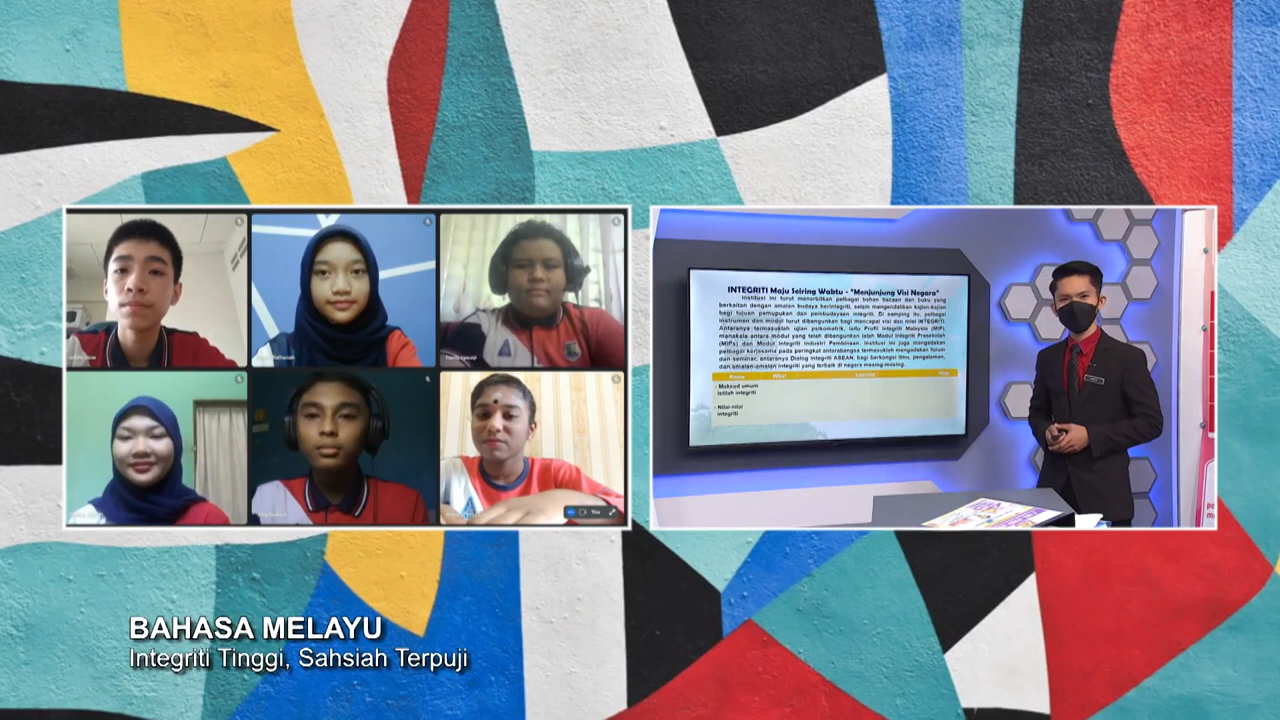 INTEGRITI Maju Seiring Wabtu - "Menjunjung Visi Negara"
Institusi ini turut menerbitkan pelbagai bahan bacaan dan buku yang
berkaitan dengan amalan budaya berintegriti, selain mengendalikan kajian-kajian
bagi tujuan pemupukan dan pembudayaan integriti. Di samping itu, pelbagai
instrumen dan modul turut dibangunkan bagi mencapai visi dan misi INTEGRITI.
Antaranya termasuklah ujian psikometrik, iaitu Profil Integriti Malaysia (MIP),
manakala antara modul yang telah dibangunkan ialah Modul Integriti Prasekolah
(MIPs) dan Modul Integriti Industri Pembinaan. Institusi ini juga mengadakan
pelbagai kerjasama pada peringkat antarabangsa termasuklah mengadakan forum
dan seminar, antaranya Dialog Integriti ASEAN, bagi berkongsi ilmu, pengalaman,
dan amalan-amalan integriti yang terbaik di negara masing-masing.
Know What Learned How
- Maksud umum
istilah integriti
- Nilai-nilai
integriti
You
BAHASA MELAYU
Integriti Tinggi, Sahsiah Terpuji